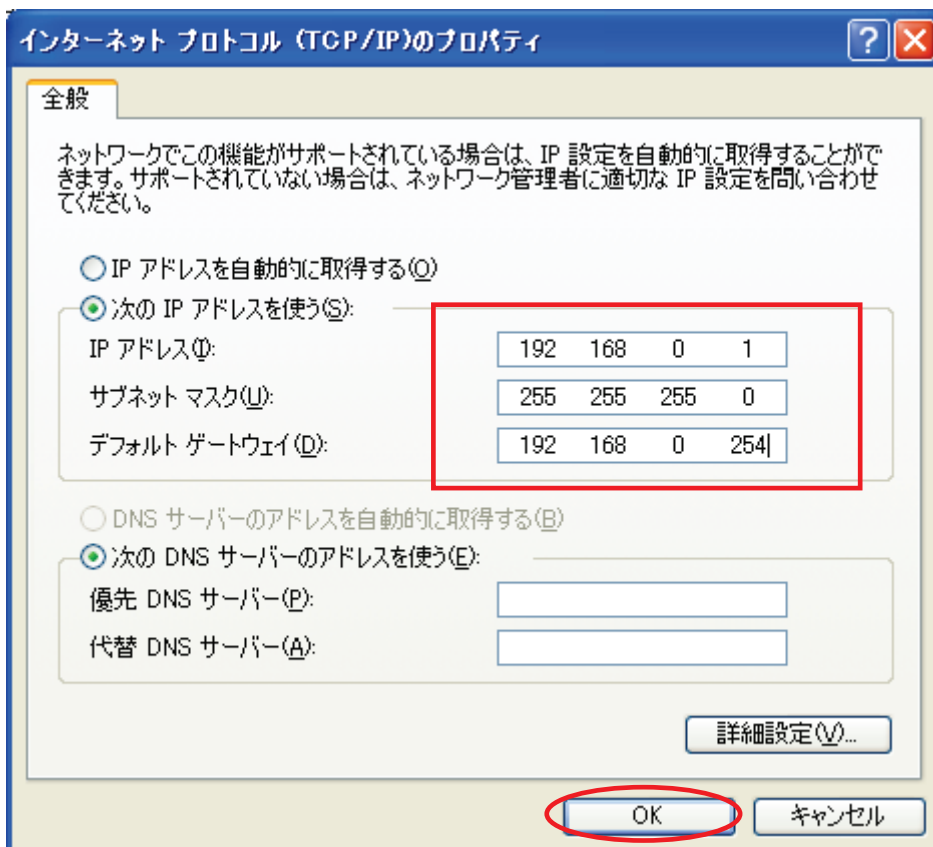 インターネット プロトコル (TCP/IP)のプロパティ
全般
ネットワークでこの機能がサポートされている場合は、IP 設定を自動的に取得することがで
きます。サポートされていない場合は、ネットワーク管理者に適切な IP 設定を問い合わせ
てください。
IP アドレスを自動的に取得する(O)
次の IP アドレスを使う(S):
IP アドレス(I): 192 168 0 1
サブネット マスク(U): 255 255 255 0
デフォルト ゲートウェイ(D): 192 168 0 254
DNS サーバーのアドレスを自動的に取得する(B)
次の DNS サーバーのアドレスを使う(E):
優先 DNS サーバー(P):
代替 DNS サーバー(A):
詳細設定(V)...
OK キャンセル